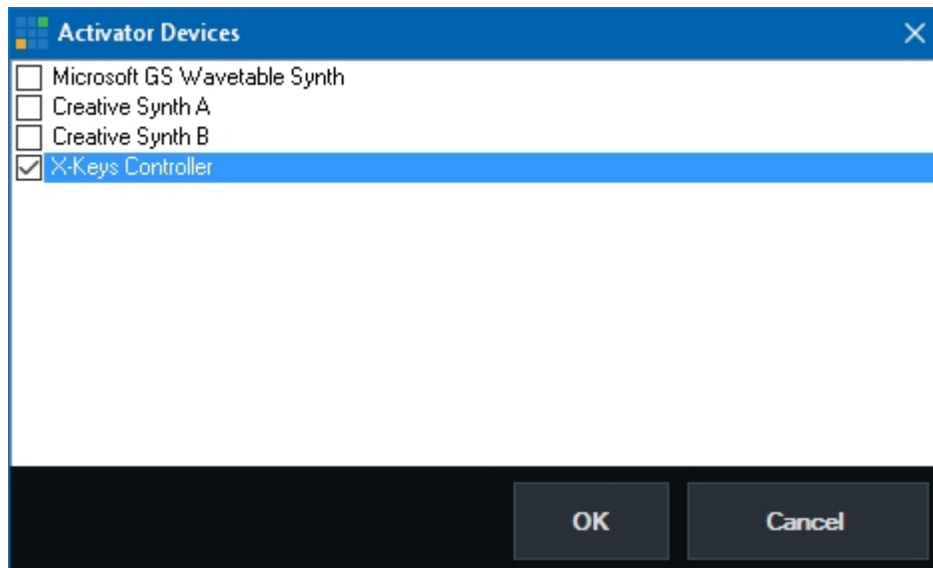 Activator Devices
Microsoft GS Wavetable Synth
Creative Synth A
Creative Synth B
X-Keys Controller
OK Cancel